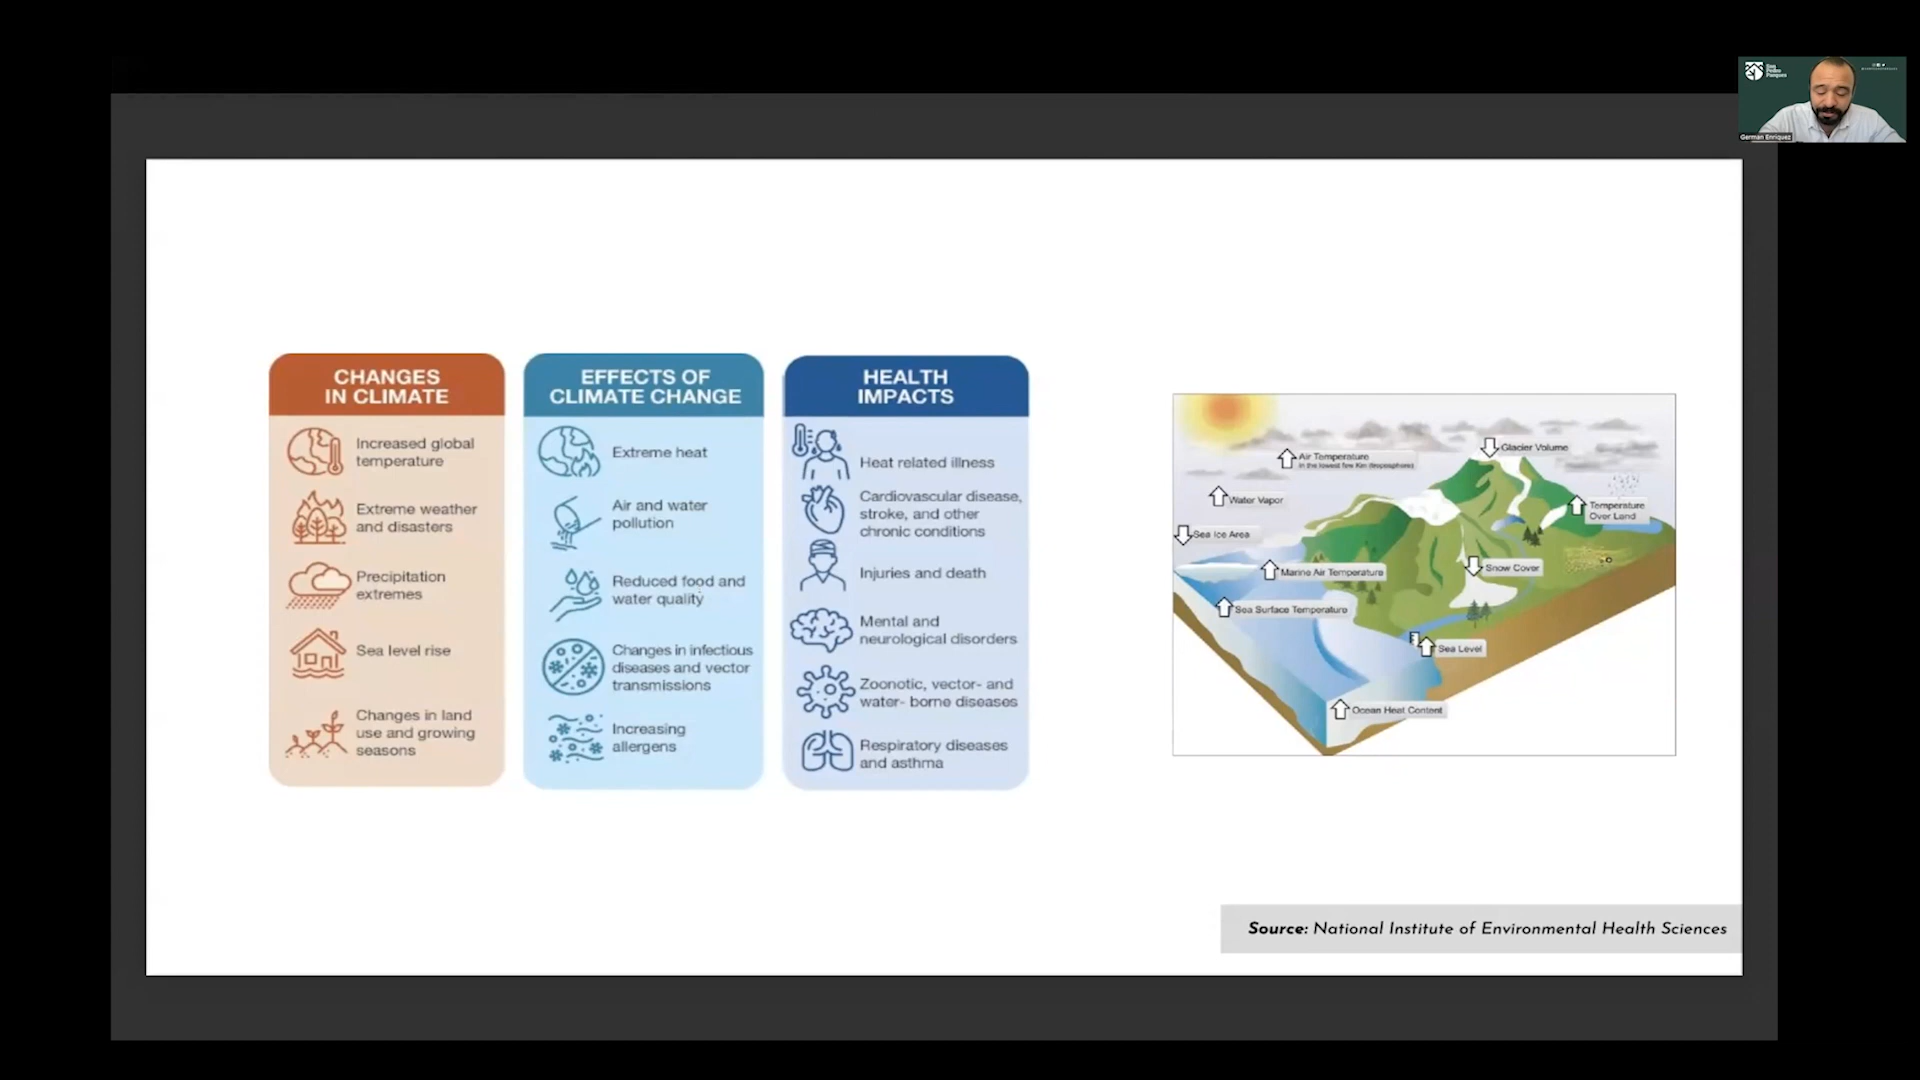 San
Pedro
Parques
German Enriquez
CHANGES
IN CLIMATE
Increased global
temperature
Extreme weather
and disasters
Precipitation
extremes
Sea level rise
Changes in land
use and growing
seasons
EFFECTS OF
CLIMATE CHANGE
Extreme heat
Air and water
pollution
Reduced food and
water quality
Changes in infectious
diseases and vector
transmissions
Increasing
allergens
HEALTH
IMPACTS
Heat related illness
Cardiovascular disease,
stroke, and other
chronic conditions
Injuries and death
Mental and
neurological disorders
Zoonotic, vector- and
water- borne diseases
Respiratory diseases
and asthma
Glacier Volume
Air Temperature
in the lowest few Km (troposphere)
Water Vapor
Temperature
Over Land
Sea Ice Area
Marine Air Temperature
Snow Cover
Sea Surface Temperature
Sea Level
Ocean Heat Content
Source: National Institute of Environmental Health Sciences